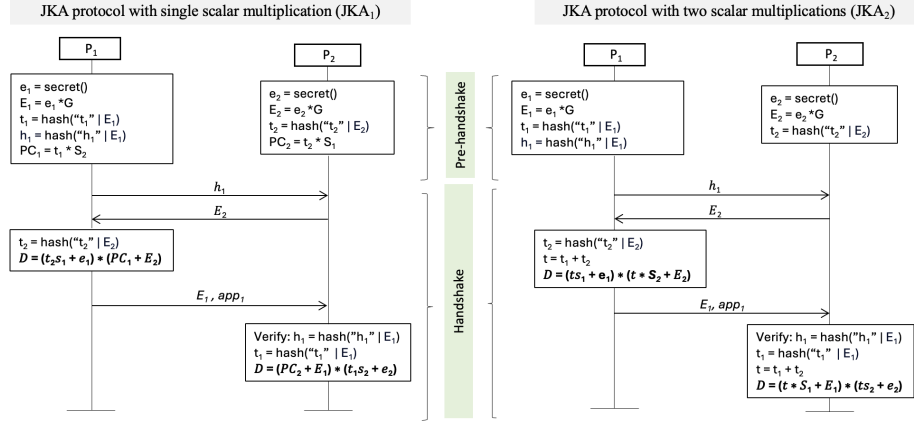 JKA protocol with single scalar multiplication (JKA₁)
P₁
P₂
e₁ = secret()
E₁ = e₁ *G
t₁ = hash(“t₁” | E₁)
h₁ = hash(“h₁” | E₁)
PC₁ = t₁ * S₂
e₂ = secret()
E₂ = e₂ *G
t₂ = hash(“t₂” | E₂)
PC₂ = t₂ * S₁
h₁
E₂
t₂ = hash(“t₂” | E₂)
D = (t₂s₁ + e₁) * (PC₁ + E₂)
E₁ , app₁
Verify: h₁ = hash("h₁” | E₁)
t₁ = hash(“t₁” | E₁)
D = (PC₂ + E₁) * (t₁s₂ + e₂)
Pre-handshake
Handshake
JKA protocol with two scalar multiplications (JKA₂)
P₁
P₂
e₁ = secret()
E₁ = e₁ *G
t₁ = hash(“t₁” | E₁)
h₁ = hash(“h₁” | E₁)
e₂ = secret()
E₂ = e₂ *G
t₂ = hash(“t₂” | E₂)
h₁
E₂
t₂ = hash(“t₂” | E₂)
t = t₁ + t₂
D = (ts₁ + e₁) * (t * S₂ + E₂)
E₁, app₁
Verify: h₁ = hash("h₁” | E₁)
t₁ = hash(“t₁” | E₁)
t = t₁ + t₂
D = (t * S₁ + E₁) * (ts₂ + e₂)